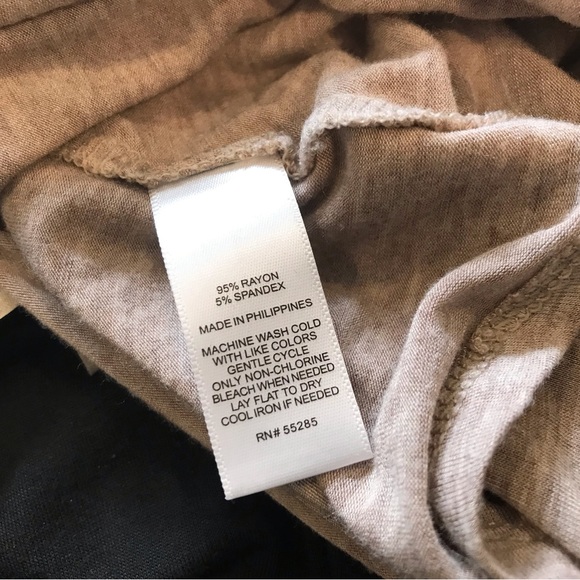 95% RAYON
5% SPANDEX
MADE IN PHILIPPINES
MACHINE WASH COLD
WITH LIKE COLORS
GENTLE CYCLE
ONLY NON-CHLORINE
BLEACH WHEN NEEDED
LAY FLAT TO DRY
COOL IRON IF NEEDED
RN# 55285